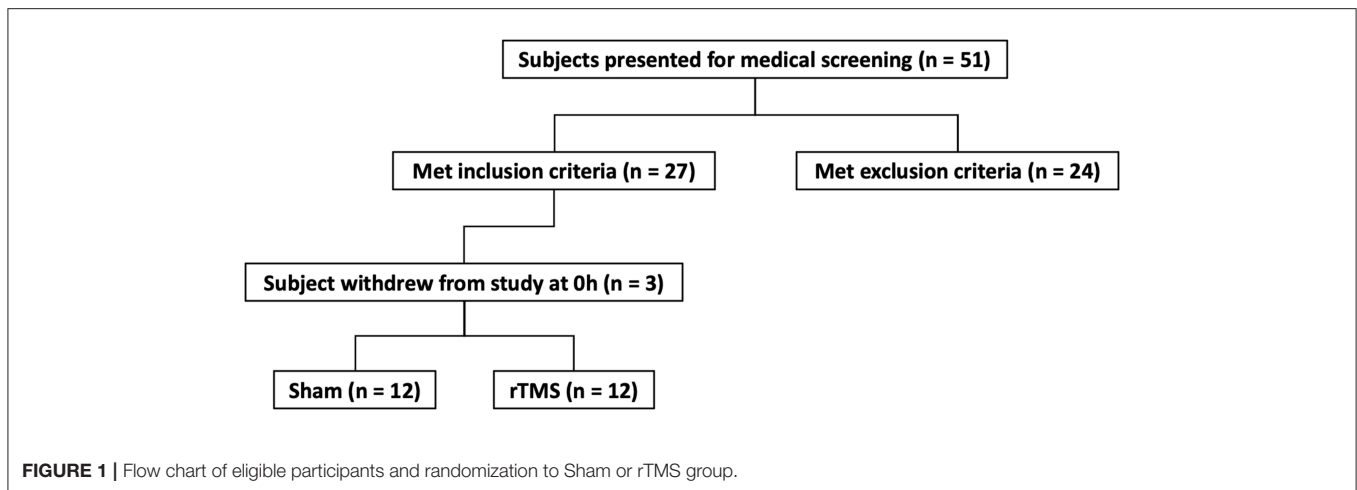 Subjects presented for medical screening (n = 51)
Met inclusion criteria (n = 27)
Met exclusion criteria (n = 24)
Subject withdrew from study at 0h (n = 3)
Sham (n = 12)
rTMS (n = 12)
FIGURE 1 | Flow chart of eligible participants and randomization to Sham or rTMS group.